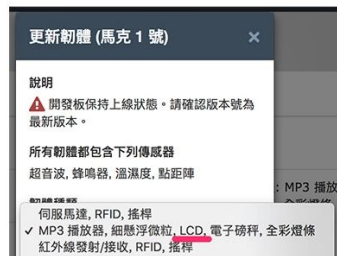 更新韌體 (馬克 1 號)
×
說明
開發板保持上線狀態。請確認版本號為
最新版本。
所有韌體都包含下列傳感器
超音波, 蜂鳴器, 溫濕度, 點距陣
: MP3 播放
韌體種類
伺服馬達, RFID, 搖桿
✓ MP3 播放器, 細懸浮微粒, LCD, 電子磅秤, 全彩燈條
紅外線發射/接收, RFID, 搖桿